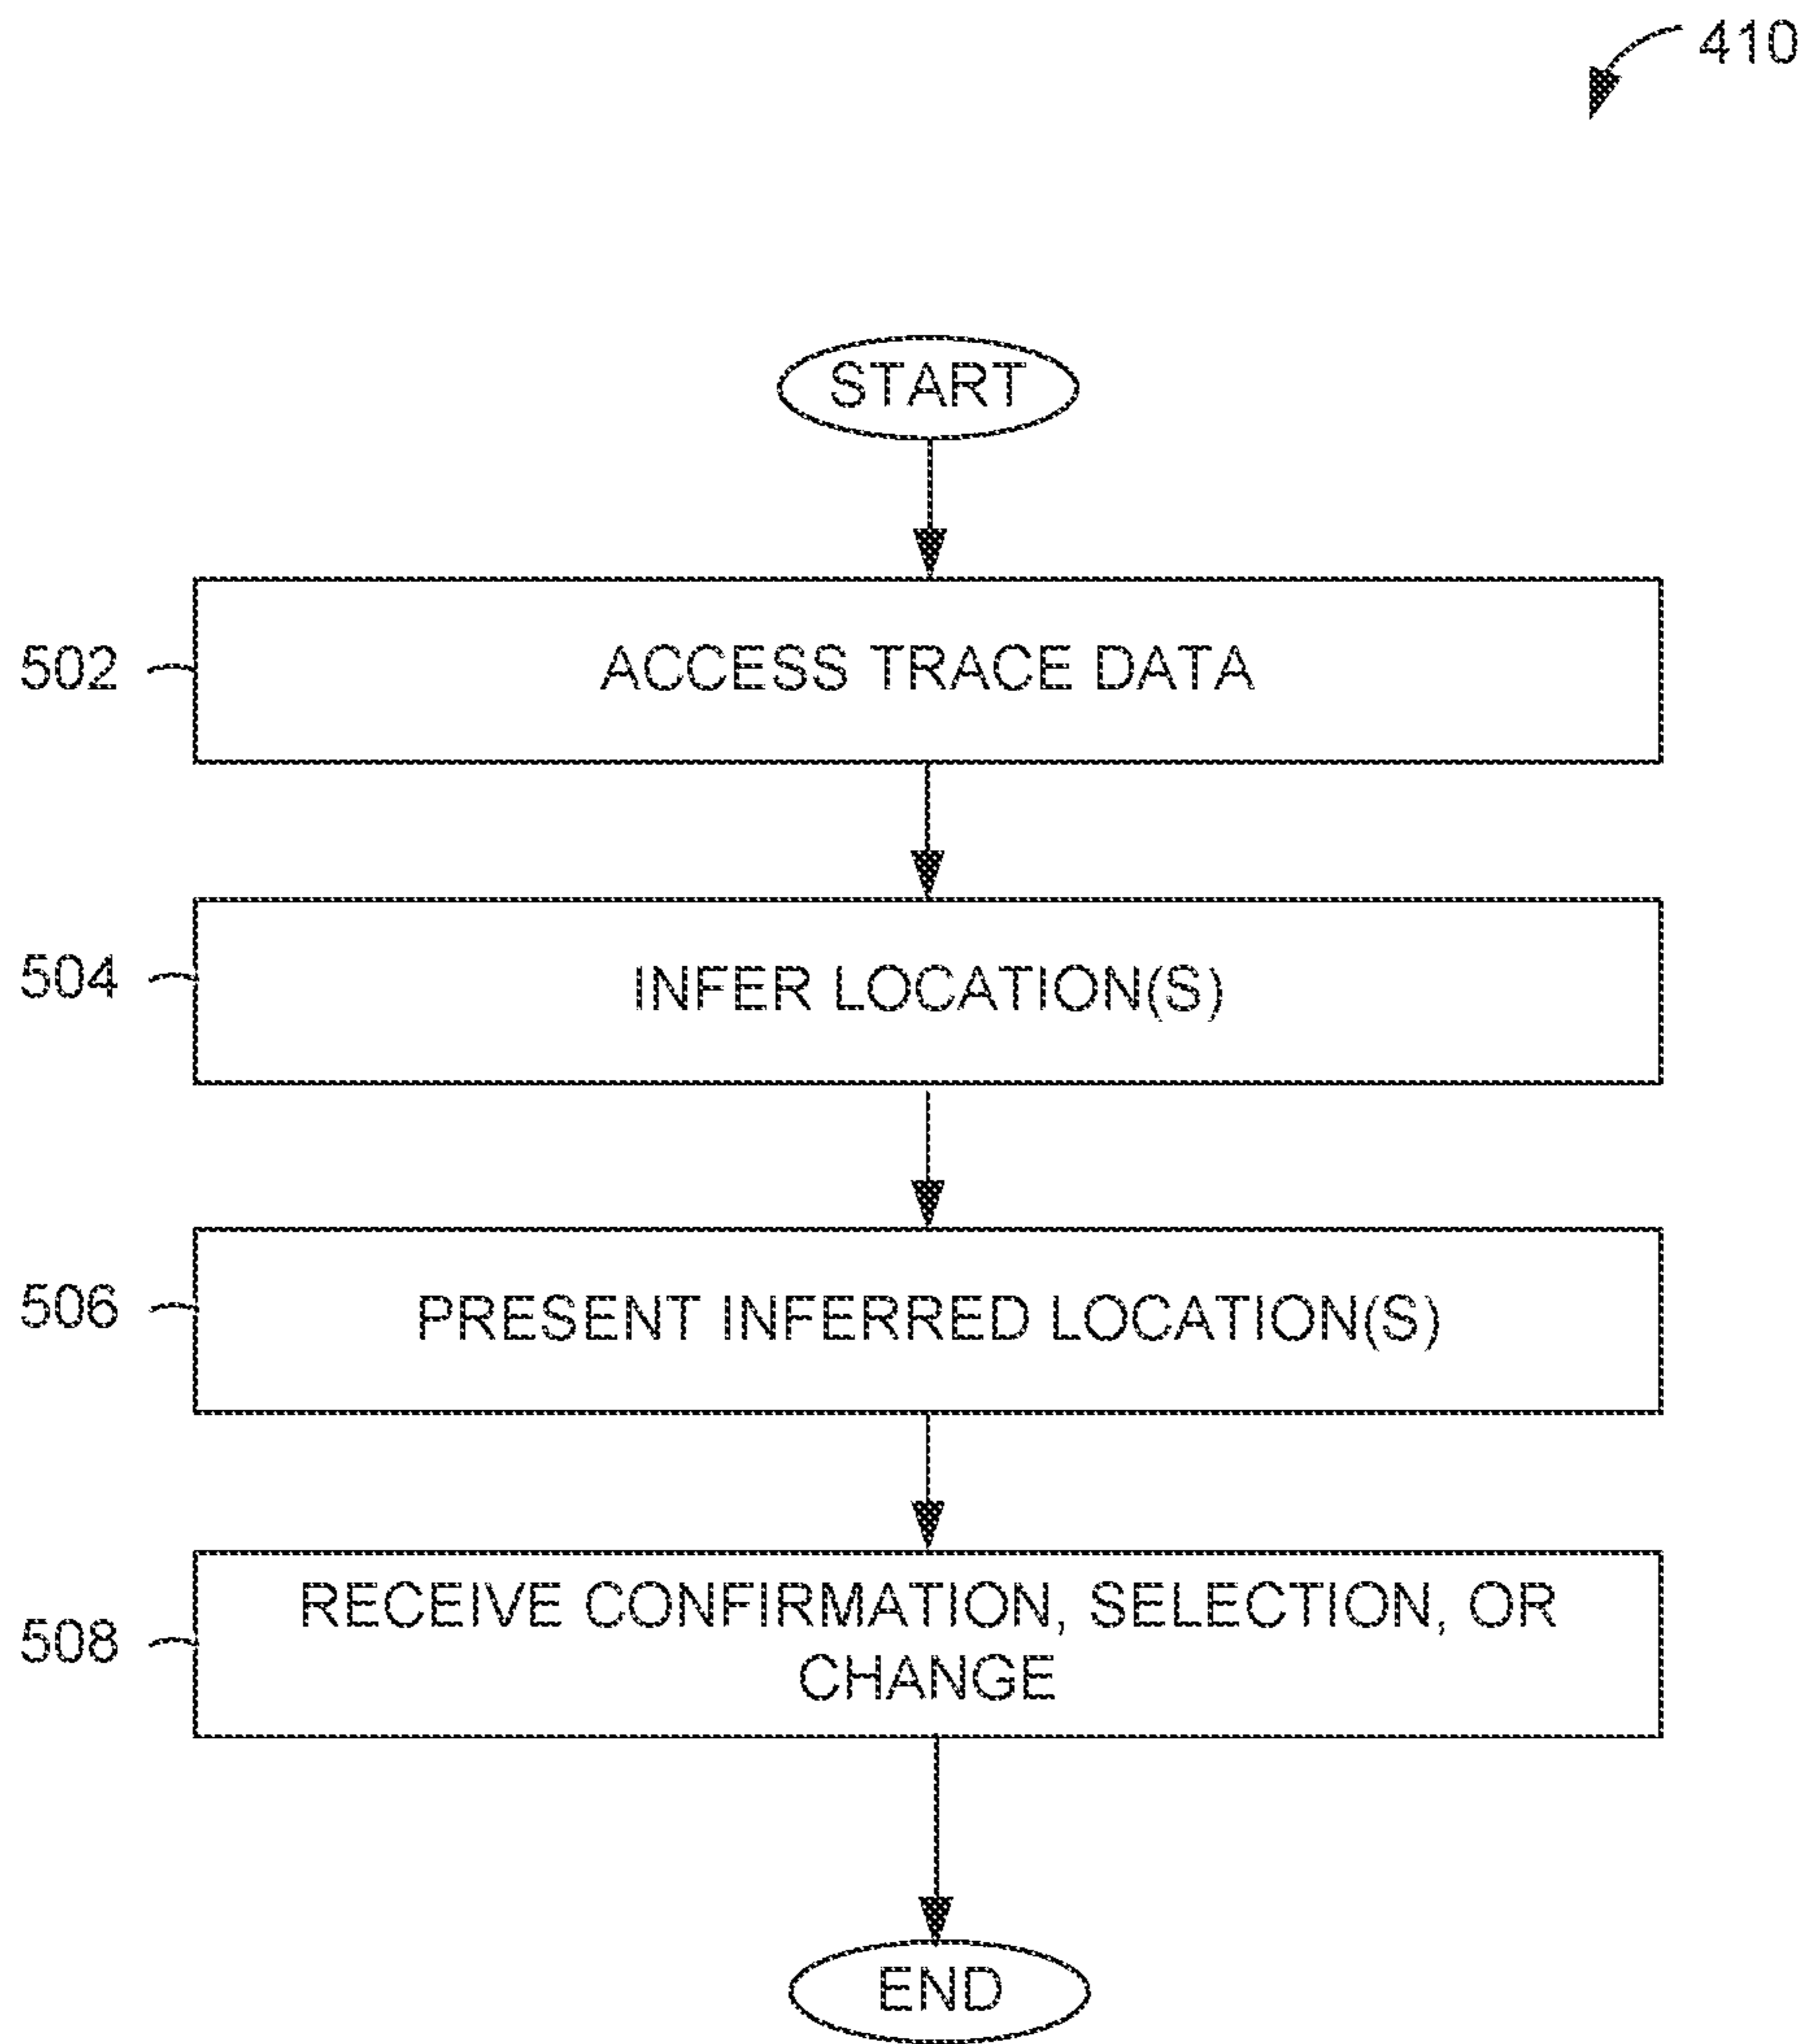 410
START
502
ACCESS TRACE DATA
504
INFER LOCATION(S)
506
PRESENT INFERRED LOCATION(S)
508
RECEIVE CONFIRMATION, SELECTION, OR
CHANGE
END